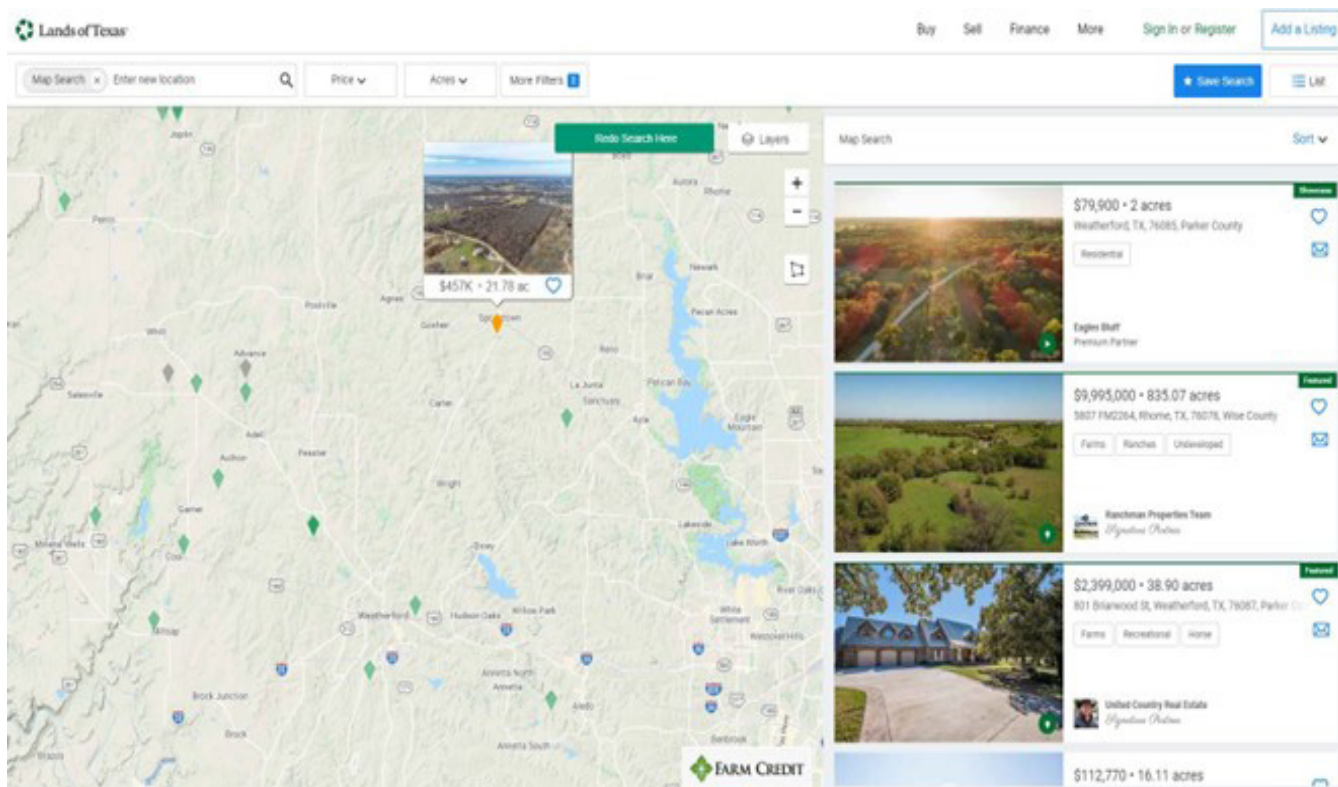 Lands of Texas
Buy
Sell
Finance
More
Sign In or Register
Add a Listing
Map Search x
Enter new location
Price
Acres
More Filters
Save Search
List
Redo Search Here
Layers
Map Search
Sort
$457K • 21.78 ac
Joplin
Perrin
Poolville
Agnes
Goshen
Whitt
Advance
Salesville
Adell
Authon
Peaster
Garner
Carter
Wright
Reno
La Junta
Sanctuary
Azle
Briar
Newark
Aurora
Rhome
Boyd
Pecan Acres
Pelican Bay
Eagle
Mountain
Lakeside
Lake Worth
River Oaks
White
Settlement
Westover Hills
Dicey
Weatherford
Hudson Oaks
Willow Park
Annetta North
Annetta
Aledo
Annetta South
Benbrook
Millsap
Brock Junction
Brock
Mineral Wells
Cool
Brazos
FARM CREDIT
Showcase
$79,900 • 2 acres
Weatherford, TX, 76085, Parker County
Residential
Eagles Bluff
Premium Partner
Featured
$9,995,000 • 835.07 acres
5807 FM2264, Rhome, TX, 76078, Wise County
Farms
Ranches
Undeveloped
Ranchman Properties Team
Signature Partner
Featured
$2,399,000 • 38.90 acres
801 Briarwood St, Weatherford, TX, 76087, Parker Co
Farms
Recreational
Horse
United Country Real Estate
Signature Partner
$112,770 • 16.11 acres